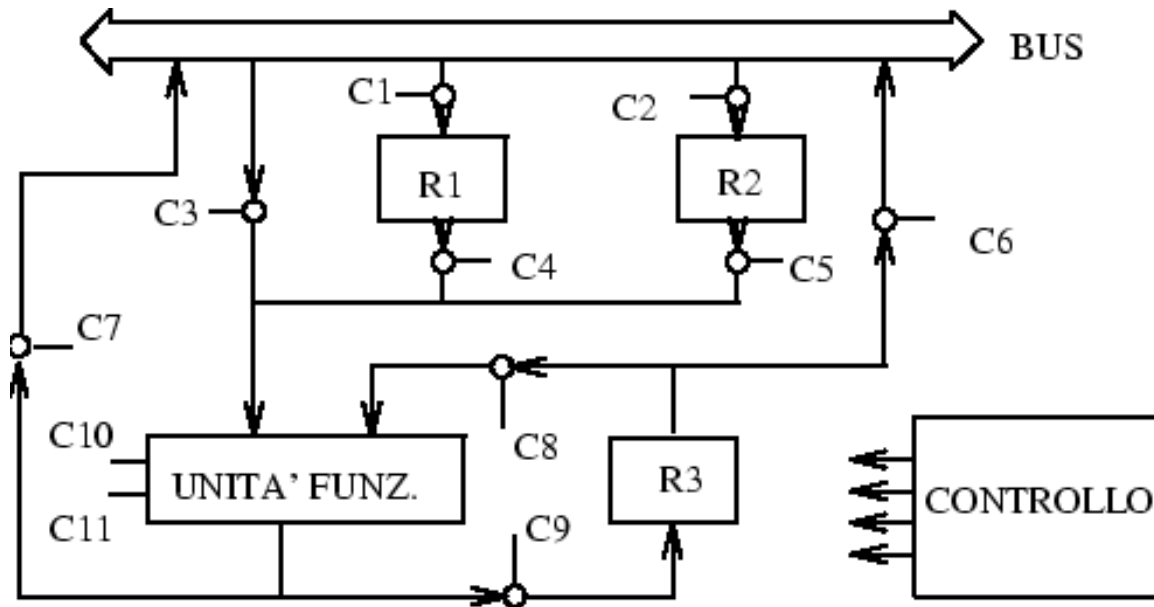 BUS
C1
C2
R1
R2
C3
C6
C4
C5
C7
C10
C8
UNITA' FUNZ.
R3
CONTROLLO
C11
C9